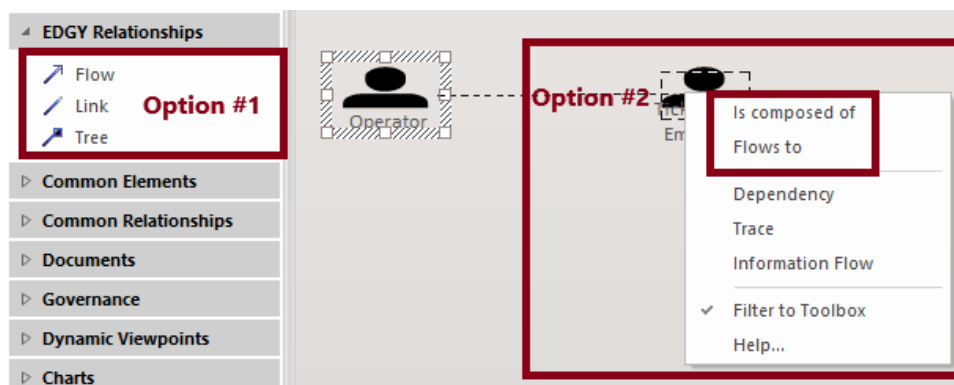 EDGY Relationships
Flow
Link
Tree
Option #1
Common Elements
Common Relationships
Documents
Governance
Dynamic Viewpoints
Charts
Operator
Option #2
Is composed of
Flows to
Dependency
Trace
Information Flow
Filter to Toolbox
Help...